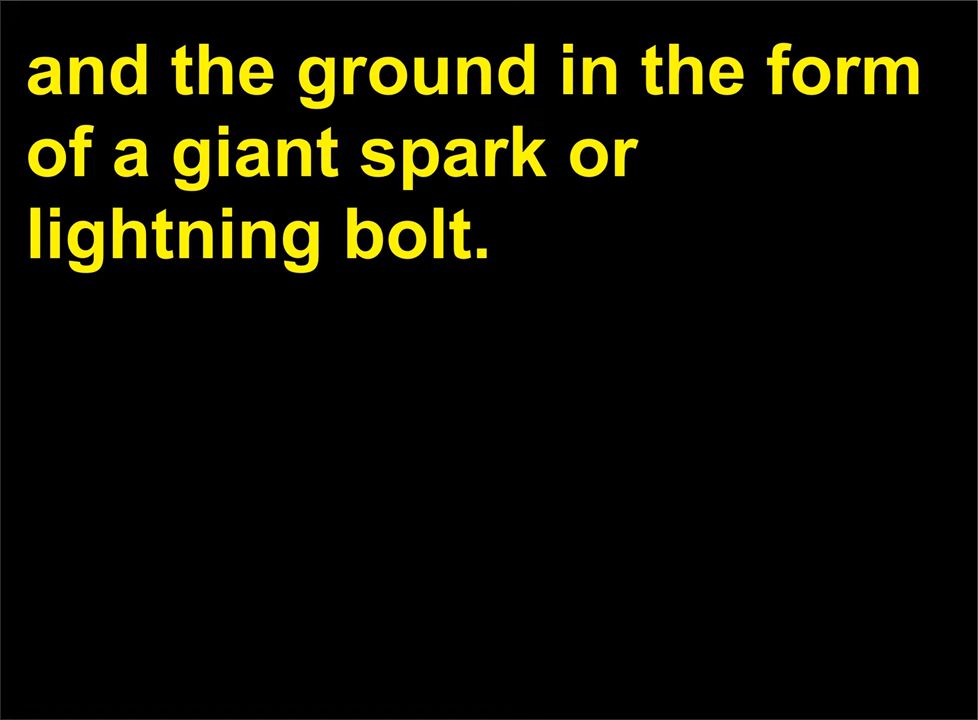 and the ground in the form
of a giant spark or
lightning bolt.